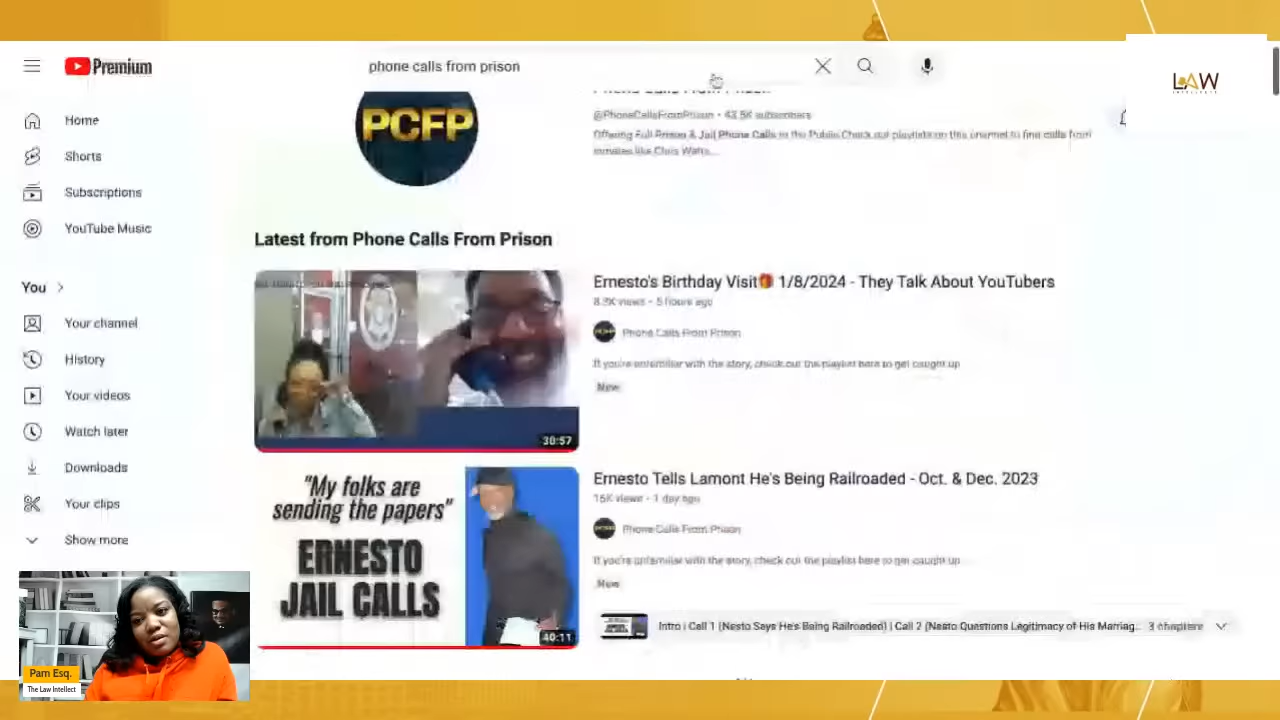 Premium
phone calls from prison
LAW
INTELLECT
PCFP
@PhoneCallsFromPrison • 43.5K subscribers
Offering Full Prison & Jail Phone Calls to the Public. Check out playlists on this channel to find calls from
inmates like Chris Watts...
Home
Shorts
Subscriptions
YouTube Music
You
Your channel
History
Your videos
Watch later
Downloads
Your clips
Show more
Latest from Phone Calls From Prison
30:57
Ernesto's Birthday Visit🎁 1/8/2024 - They Talk About YouTubers
8.3K views • 5 hours ago
Phone Calls From Prison
If you're unfamiliar with the story, check out the playlist here to get caught up
New
"My folks are
sending the papers"
ERNESTO
JAIL CALLS
40:11
Ernesto Tells Lamont He's Being Railroaded - Oct. & Dec. 2023
16K views • 1 day ago
Phone Calls From Prison
If you're unfamiliar with the story, check out the playlist here to get caught up
New
Intro | Call 1 (Nesto Says He's Being Railroaded) | Call 2 (Nesto Questions Legitimacy of His Marriag... 3 chapters
Pam Esq.
The Law Intellect